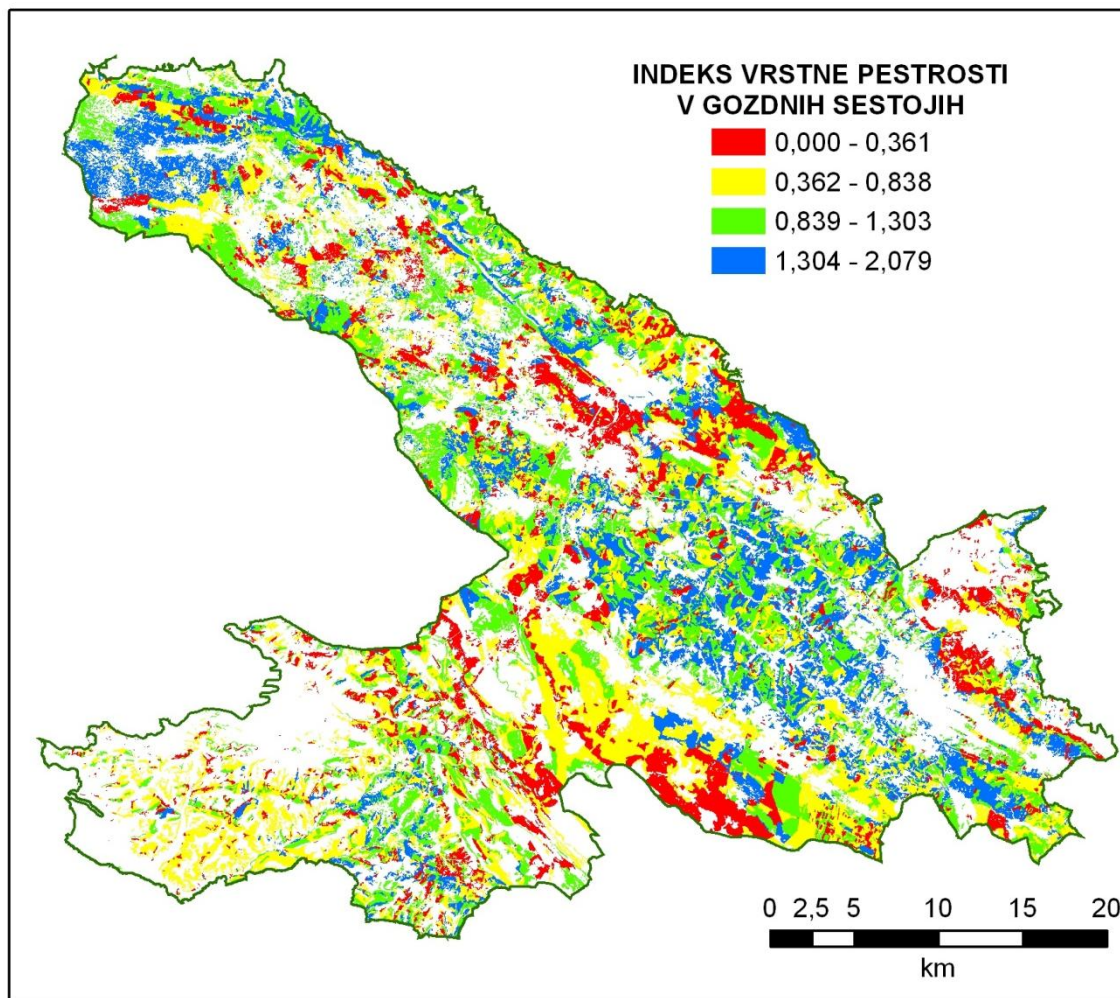 INDEKS VRSTNE PESTROSTI
V GOZDNIH SESTOJIH
0,000 - 0,361
0,362 - 0,838
0,839 - 1,303
1,304 - 2,079
0 2,5 5 10 15 20
km